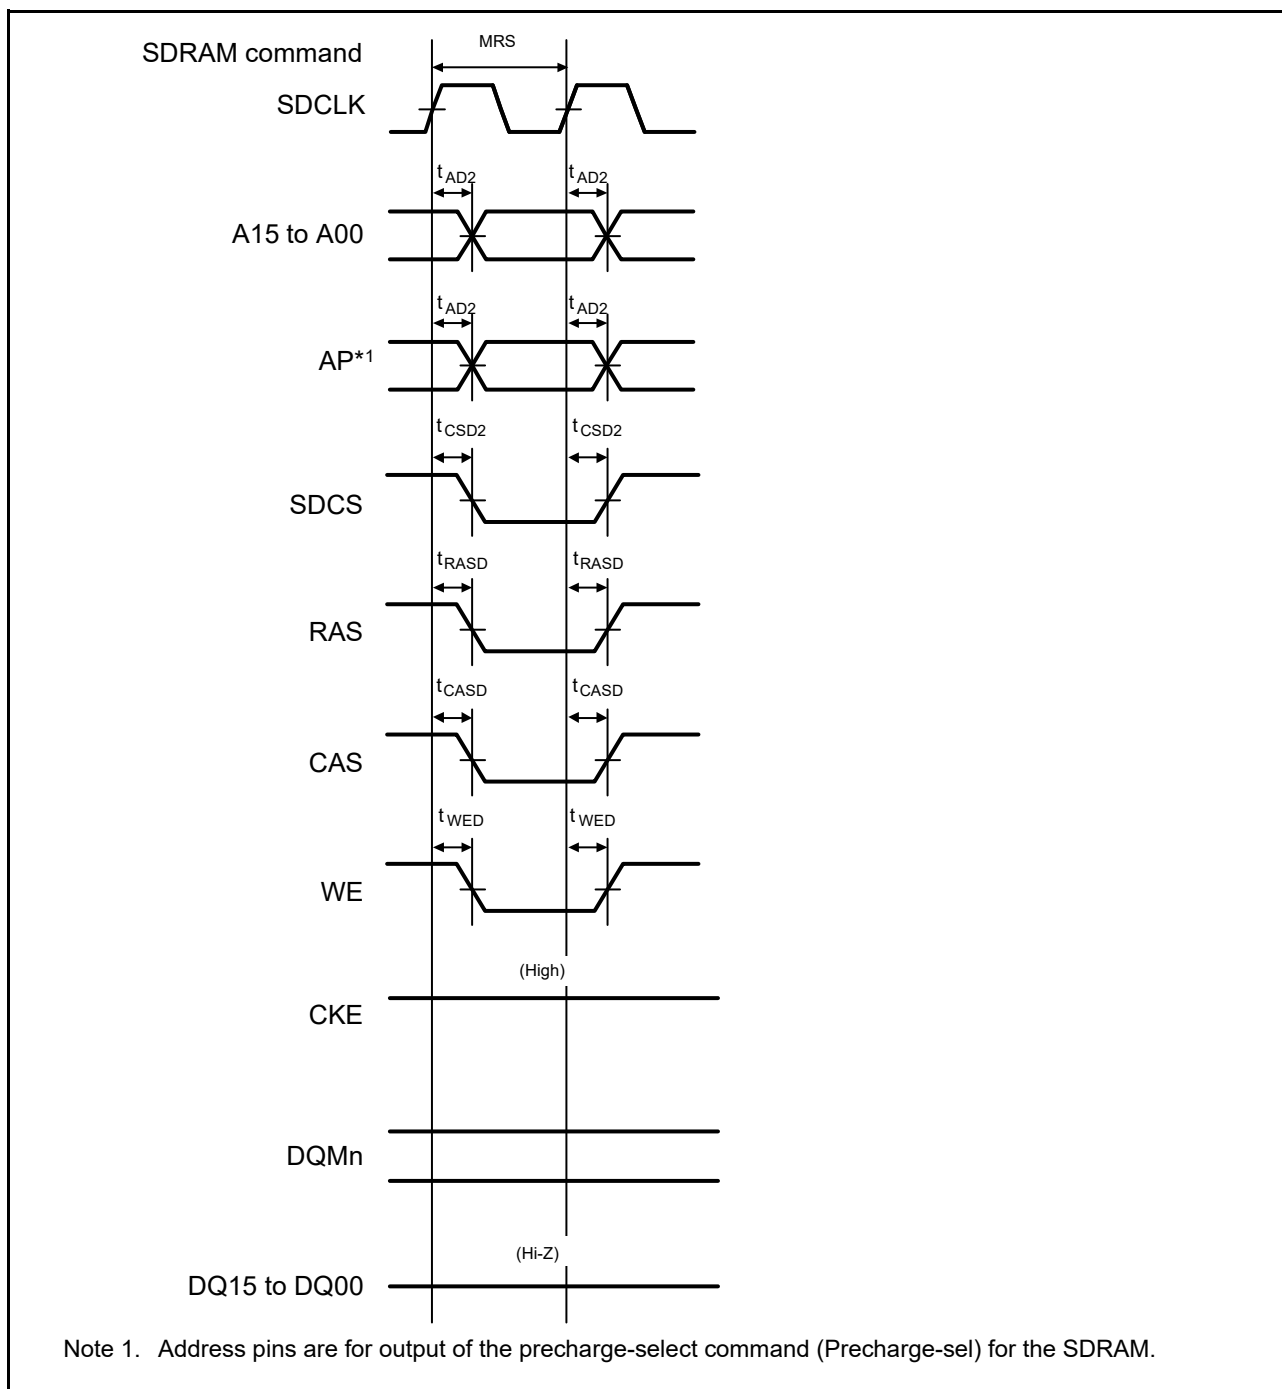 MRS
SDRAM command
SDCLK
tAD2 tAD2
A15 to A00
tAD2 tAD2
AP*1
tCSD2 tCSD2
SDCS
tRASD tRASD
RAS
tCASD tCASD
CAS
tWED tWED
WE
(High)
CKE
DQMn
(Hi-Z)
DQ15 to DQ00
Note 1. Address pins are for output of the precharge-select command (Precharge-sel) for the SDRAM.